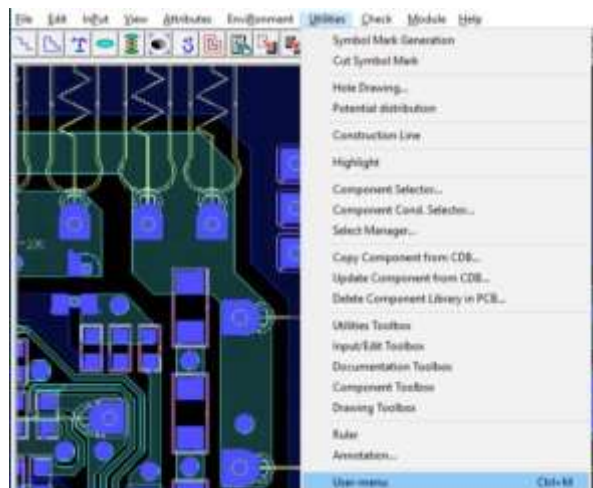 File Edit InPut View Attributes Environment Utilities Check Module Help
Symbol Mark Generation
Cut Symbol Mark
Hole Drawing...
Potential distribution
Construction Line
Highlight
Component Selector...
Component Cond. Selector...
Select Manager...
Copy Component from CDB...
Update Component from CDB...
Delete Component Library in PCB...
Utilities Toolbox
Input/Edit Toolbox
Documentation Toolbox
Component Toolbox
Drawing Toolbox
Ruler
Annotation...
User-menu Ctrl+M